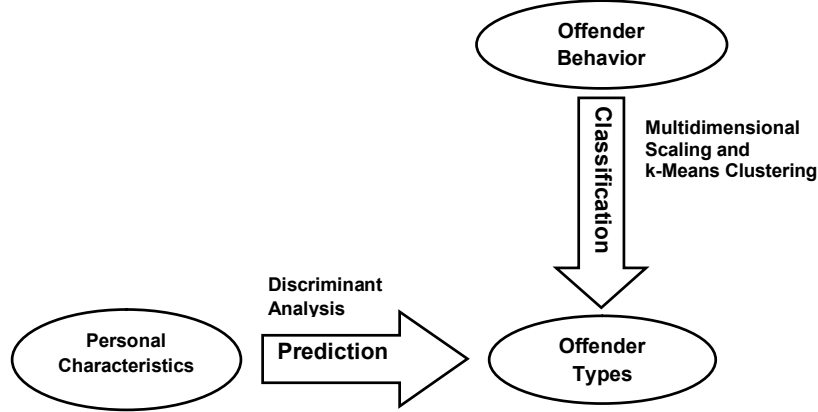 Offender
Behavior
Classification
Multidimensional
Scaling and
k-Means Clustering
Discriminant
Analysis
Personal
Characteristics
Prediction
Offender
Types